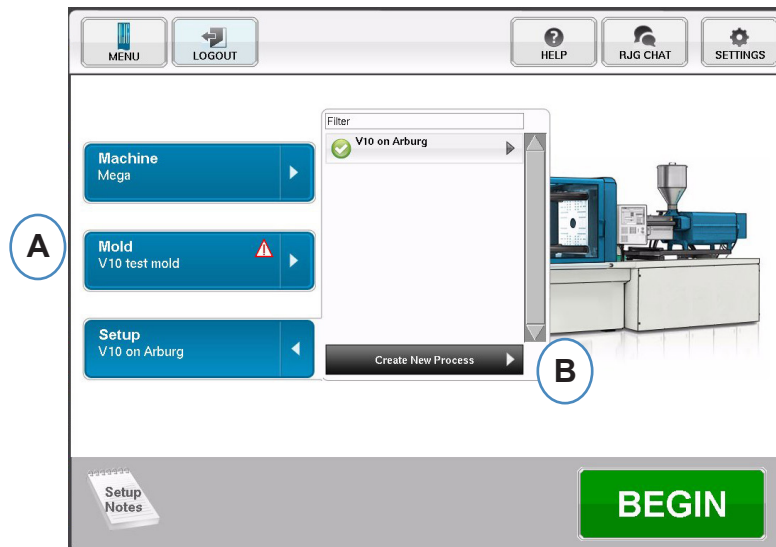 MENU
LOGOUT
HELP
RJG CHAT
SETTINGS
Filter
V10 on Arburg
Machine
Mega
A
Mold
V10 test mold
Setup
V10 on Arburg
Create New Process
B
Setup
Notes
BEGIN